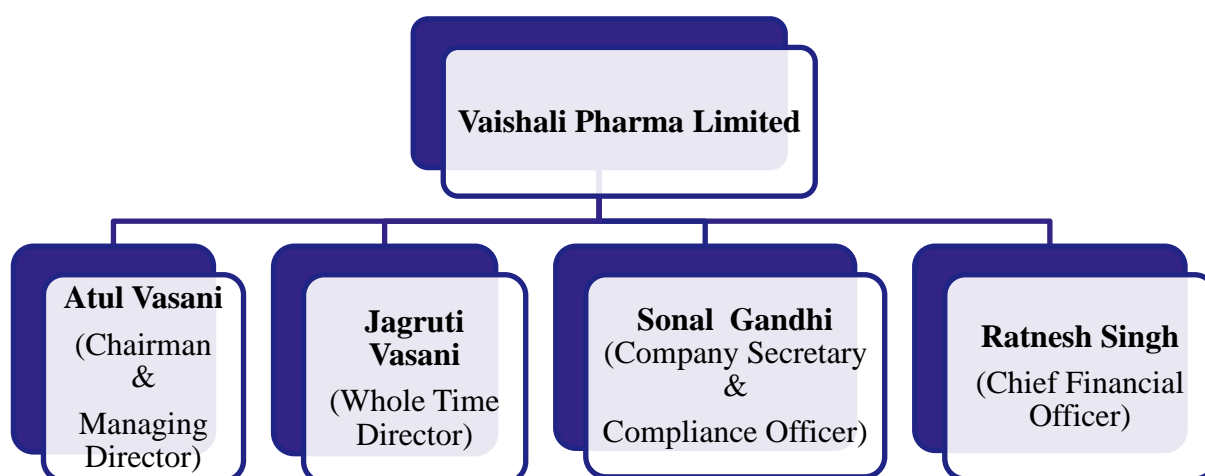 Vaishali Pharma Limited
Atul Vasani
(Chairman
&
Managing
Director)
Jagruti
Vasani
(Whole Time
Director)
Sonal Gandhi
(Company Secretary
&
Compliance Officer)
Ratnesh Singh
(Chief Financial
Officer)